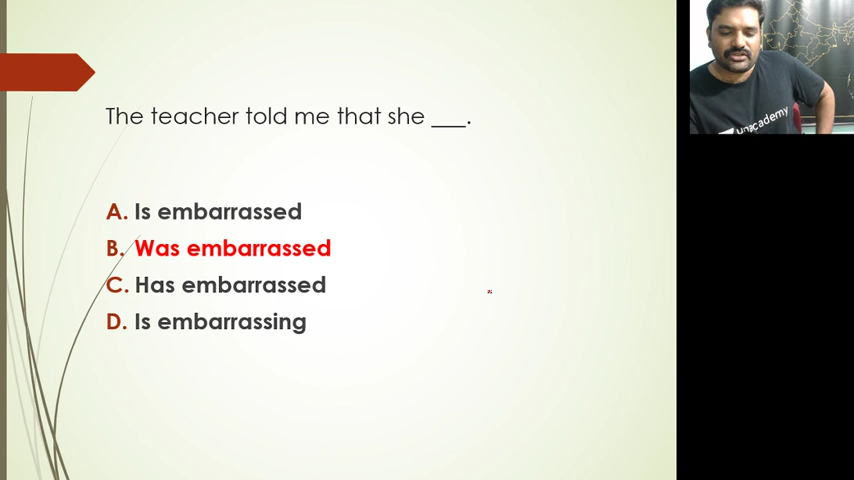 The teacher told me that she ___.
A. Is embarrassed
B. Was embarrassed
C. Has embarrassed
D. Is embarrassing
unacademy